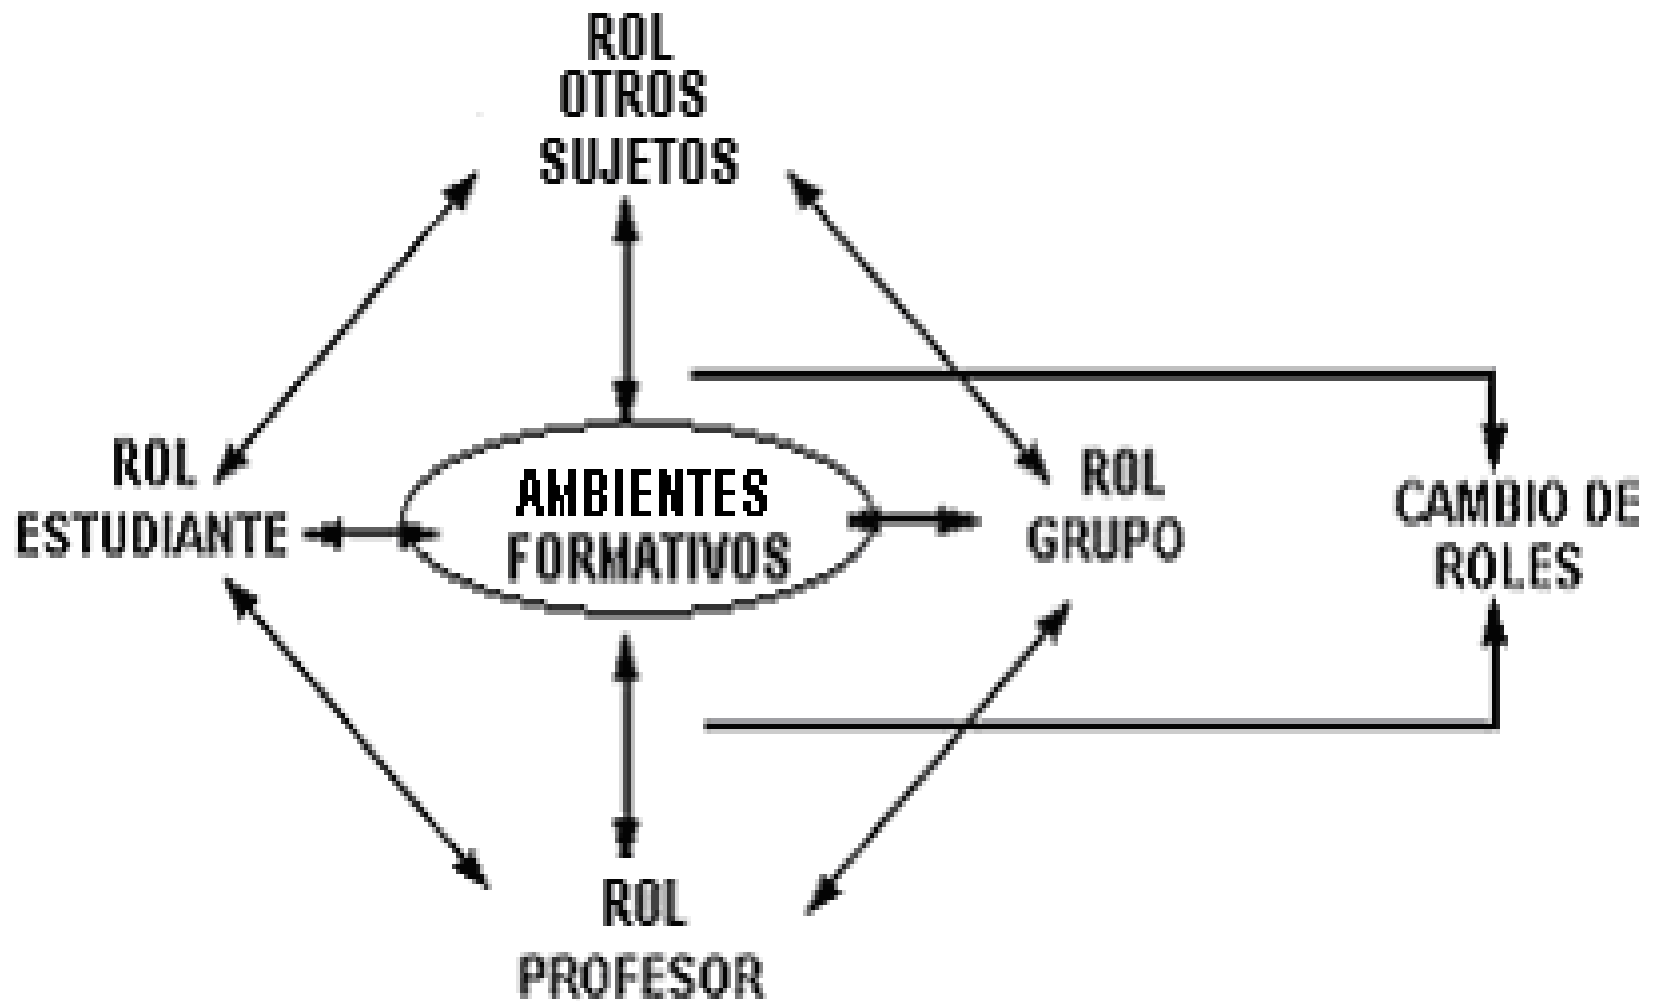 ROL
OTROS
SUJETOS
ROL
ESTUDIANTE
AMBIENTES
FORMATIVOS
ROL
GRUPO
CAMBIO DE
ROLES
ROL
PROFESOR